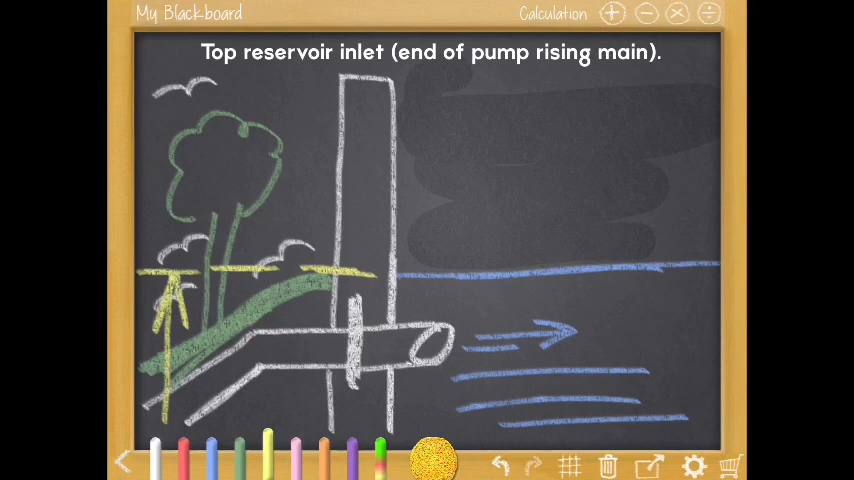 My Blackboard
Calculation
Top reservoir inlet (end of pump rising main).